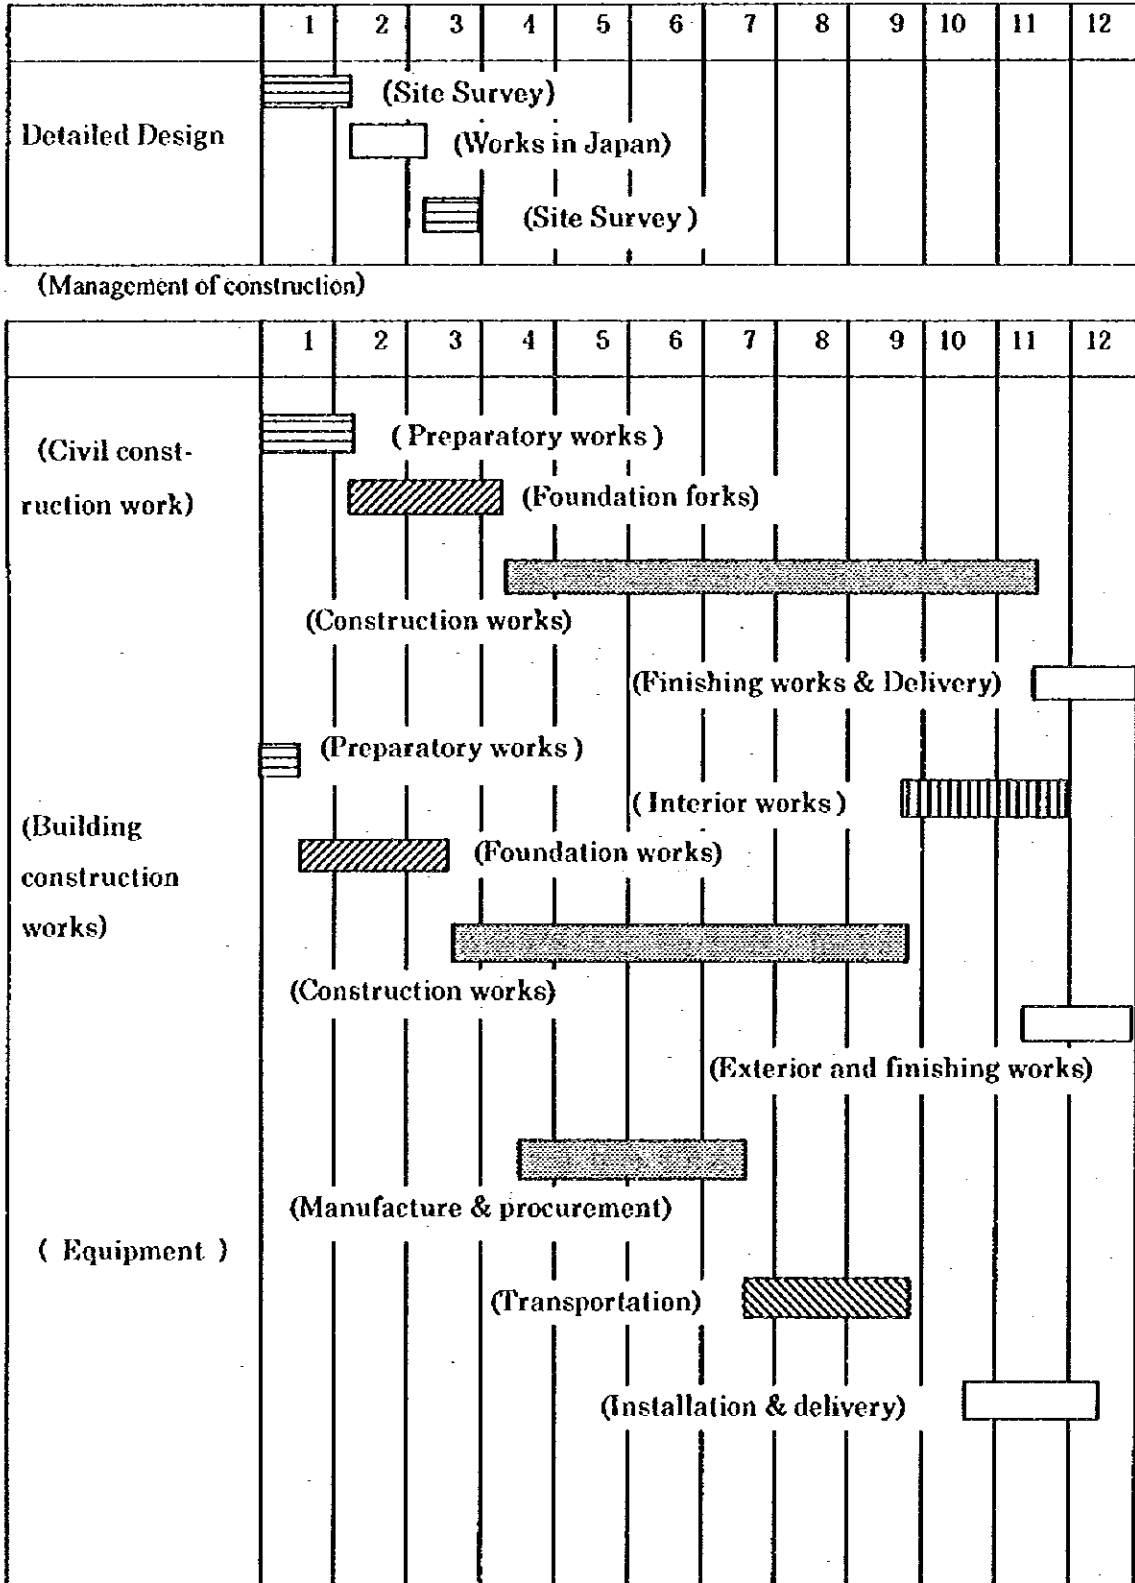 1 2 3 4 5 6 7 8 9 10 11 12
(Site Survey)
Detailed Design
(Works in Japan)
(Site Survey)
(Management of construction)
1 2 3 4 5 6 7 8 9 10 11 12
(Civil const-
ruction work)
(Preparatory works)
(Foundation forks)
(Construction works)
(Finishing works & Delivery)
(Preparatory works)
(Interior works)
(Building
construction
works)
(Foundation works)
(Construction works)
(Exterior and finishing works)
(Manufacture & procurement)
( Equipment )
(Transportation)
(Installation & delivery)